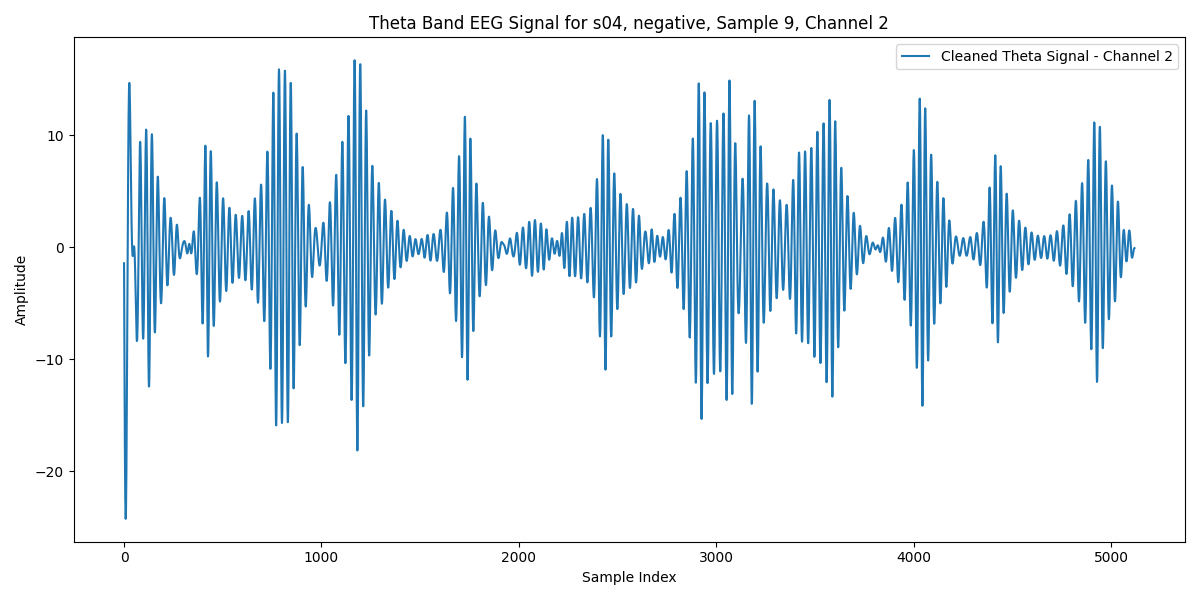 Theta Band EEG Signal for s04, negative, Sample 9, Channel 2
Cleaned Theta Signal - Channel 2
Amplitude
10
0
−10
−20
0 1000 2000 3000 4000 5000
Sample Index